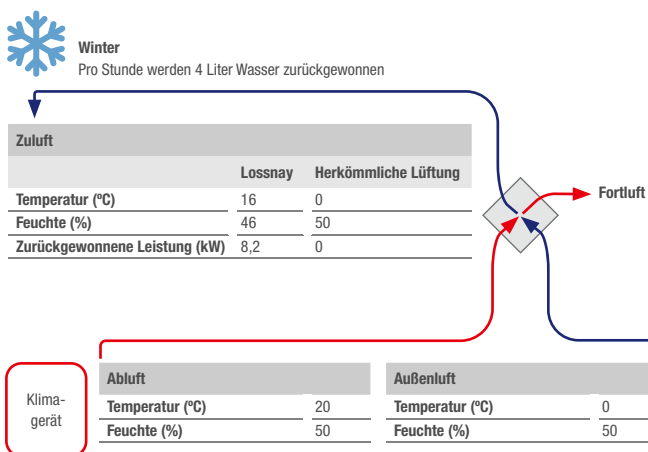 Winter
Pro Stunde werden 4 Liter Wasser zurückgewonnen
Zuluft
Lossnay Herkömmliche Lüftung
Temperatur (ºC) 16 0
Feuchte (%) 46 50
Zurückgewonnene Leistung (kW) 8,2 0
Fortluft
Klima-
gerät
Abluft
Temperatur (ºC) 20
Feuchte (%) 50
Außenluft
Temperatur (ºC) 0
Feuchte (%) 50